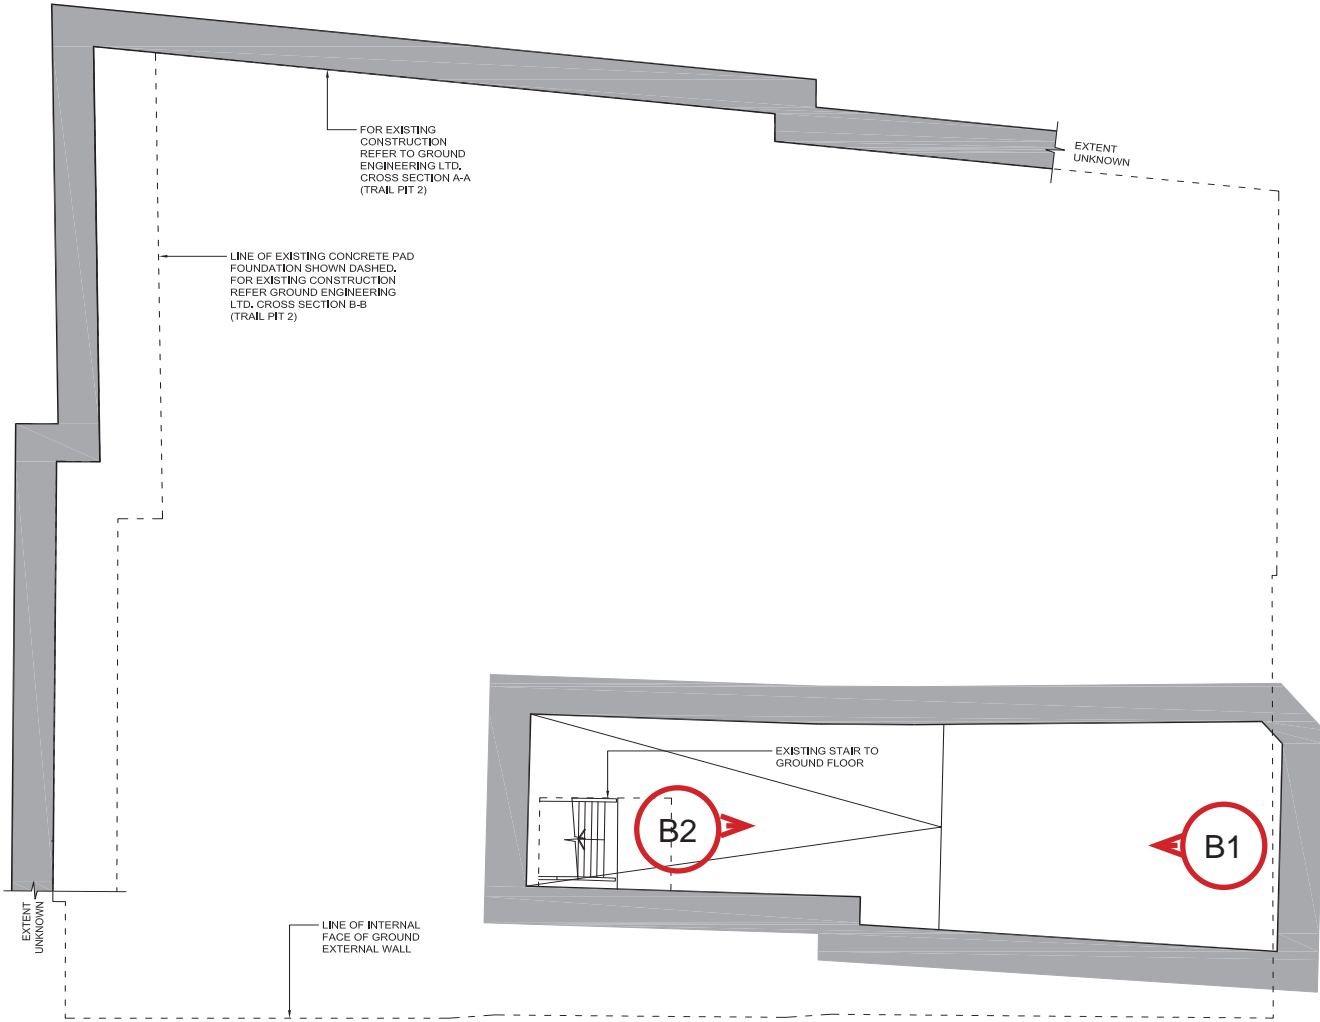 FOR EXISTING
CONSTRUCTION
REFER TO GROUND
ENGINEERING LTD.
CROSS SECTION A-A
(TRAIL PIT 2)
EXTENT
UNKNOWN
LINE OF EXISTING CONCRETE PAD
FOUNDATION SHOWN DASHED.
FOR EXISTING CONSTRUCTION
REFER GROUND ENGINEERING
LTD. CROSS SECTION B-B
(TRAIL PIT 2)
EXISTING STAIR TO
GROUND FLOOR
B2
B1
EXTENT
UNKNOWN
LINE OF INTERNAL
FACE OF GROUND
EXTERNAL WALL